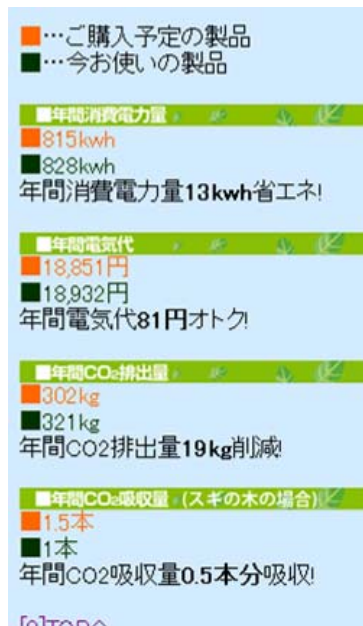 ■…ご購入予定の製品
■…今お使いの製品
■年間消費電力量
■815kwh
■828kwh
年間消費電力量13kwh省エネ!
■年間電気代
■18,851円
■18,932円
年間電気代81円オトク!
■年間CO2排出量
■302kg
■321kg
年間CO2排出量19kg削減!
■年間CO2吸収量(スギの木の場合)
■1.5本
■1本
年間CO2吸収量0.5本分吸収!
[0]TOPへ